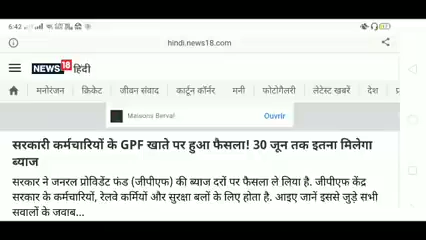 6:42
hindi.news18.com
NEWS18 हिंदी
मनोरंजन क्रिकेट जीवन संवाद कार्टून कॉर्नर मनी फोटोगैलरी लेटेस्ट खबरें देश
Ouvrir
सरकारी कर्मचारियों के GPF खाते पर हुआ फैसला! 30 जून तक इतना मिलेगा
ब्याज
सरकार ने जनरल प्रोविडेंट फंड (जीपीएफ) की ब्याज दरों पर फैसला ले लिया है. जीपीएफ केंद्र
सरकार के कर्मचारियों, रेलवे कर्मियों और सुरक्षा बलों के लिए होता है. आइए जानें इससे जुड़े सभी
सवालों के जवाब...